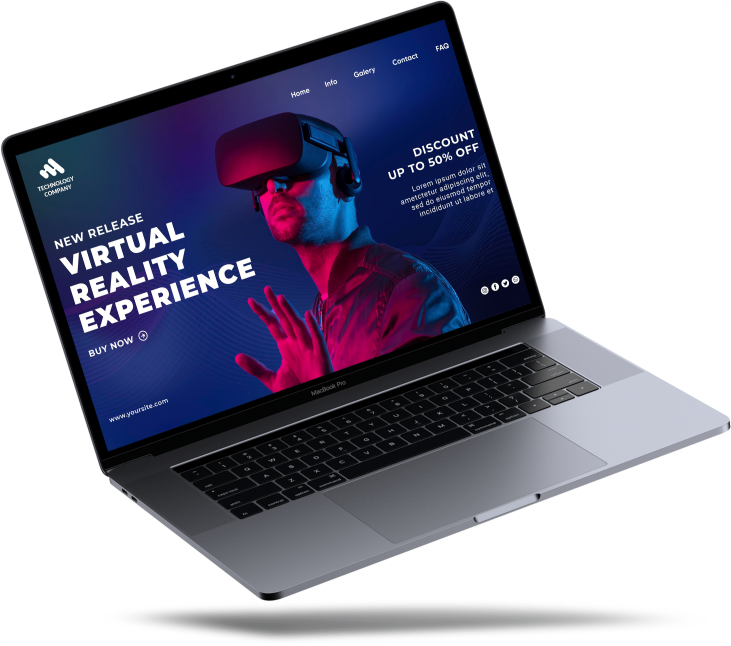 Home Info Galery Contact FAQ
TECHNOLOGY
COMPANY
NEW RELEASE
VIRTUAL
REALITY
EXPERIENCE
BUY NOW
www.yoursite.com
DISCOUNT
UP TO 50% OFF
Lorem ipsum dolor sit
ametctetur adipiscing elit,
sed do eiusmod tempor
incididunt ut labore et
MacBook Pro